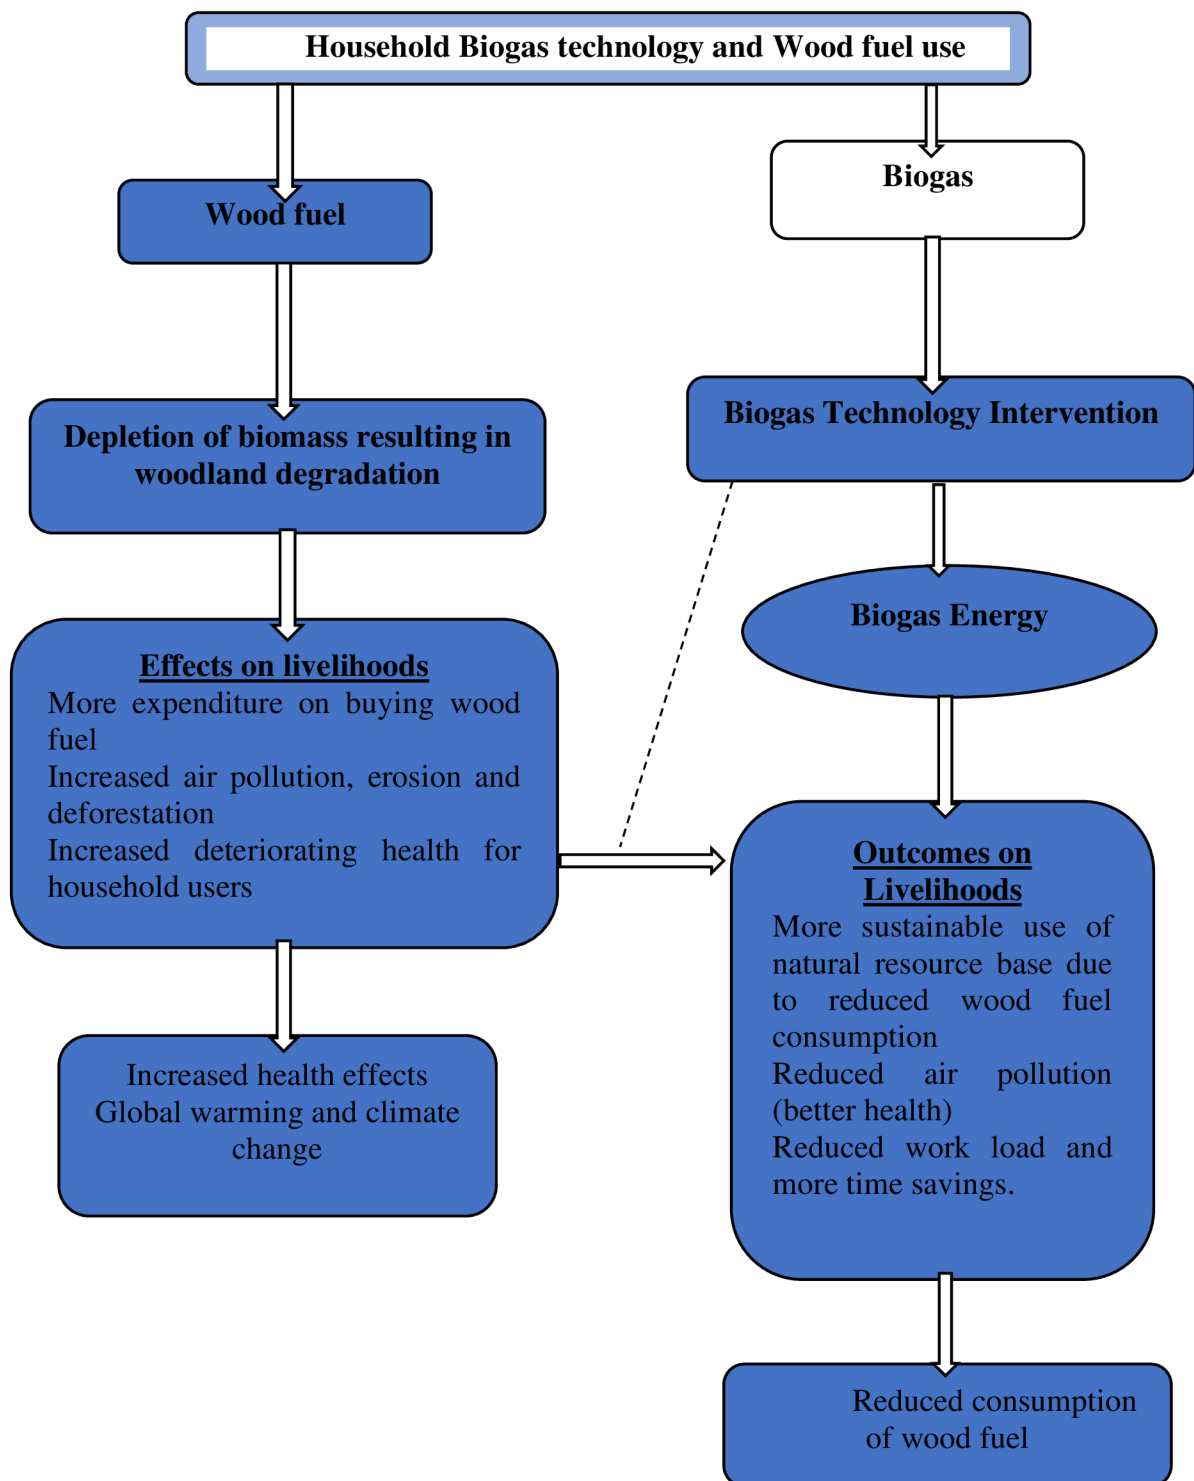 Household Biogas technology and Wood fuel use
Wood fuel
Biogas
Depletion of biomass resulting in
woodland degradation
Biogas Technology Intervention
Biogas Energy
Effects on livelihoods
More expenditure on buying wood
fuel
Increased air pollution, erosion and
deforestation
Increased deteriorating health for
household users
Outcomes on
Livelihoods
More sustainable use of
natural resource base due
to reduced wood fuel
consumption
Reduced air pollution
(better health)
Reduced work load and
more time savings.
Increased health effects
Global warming and climate
change
Reduced consumption
of wood fuel